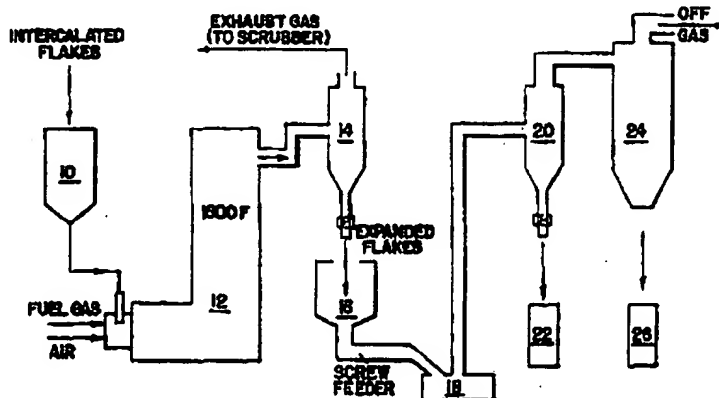 EXHAUST GAS
(TO SCRUBBER)
OFF
GAS
INTERCALATED
FLAKES
10
14
20
24
1600 F
12
EXPANDED
FLAKES
16
FUEL GAS
AIR
SCREW
FEEDER
18
22
26